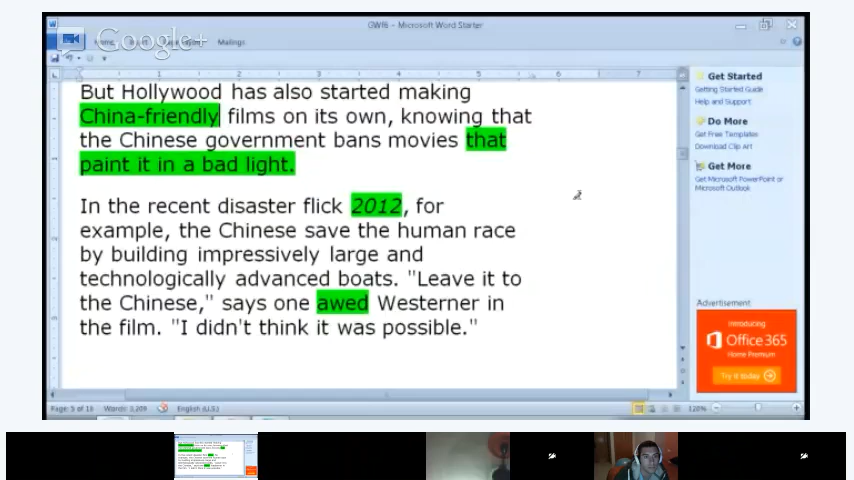 GWf6 - Microsoft Word Starter
Google+
Mailings
But Hollywood has also started making
China-friendly films on its own, knowing that
the Chinese government bans movies that
paint it in a bad light.
In the recent disaster flick 2012, for
example, the Chinese save the human race
by building impressively large and
technologically advanced boats. "Leave it to
the Chinese," says one awed Westerner in
the film. "I didn't think it was possible."
Get Started
Getting Started Guide
Help and Support
Do More
Get Free Templates
Download Clip Art
Get More
Get Microsoft PowerPoint or
Microsoft Outlook
Advertisement
Introducing
Office 365
Home Premium
Try it today
Page: 5 of 16 Words: 3,209 English (U.S.) 120%